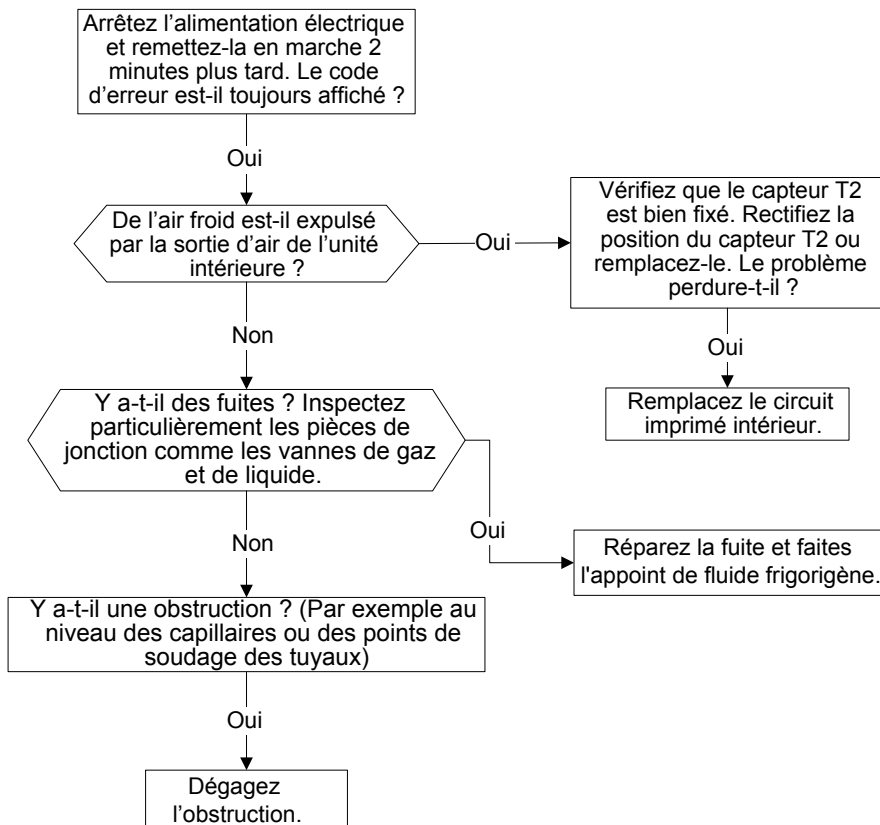 Arrêtez l’alimentation électrique
et remettez-la en marche 2
minutes plus tard. Le code
d’erreur est-il toujours affiché ?
Oui
De l’air froid est-il expulsé
par la sortie d’air de l’unité
intérieure ?
Oui
Vérifiez que le capteur T2
est bien fixé. Rectifiez la
position du capteur T2 ou
remplacez-le. Le problème
perdure-t-il ?
Oui
Remplacez le circuit
imprimé intérieur.
Non
Y a-t-il des fuites ? Inspectez
particulièrement les pièces de
jonction comme les vannes de gaz
et de liquide.
Oui
Réparez la fuite et faites
l'appoint de fluide frigorigène.
Non
Y a-t-il une obstruction ? (Par exemple au
niveau des capillaires ou des points de
soudage des tuyaux)
Oui
Dégagez
l’obstruction.